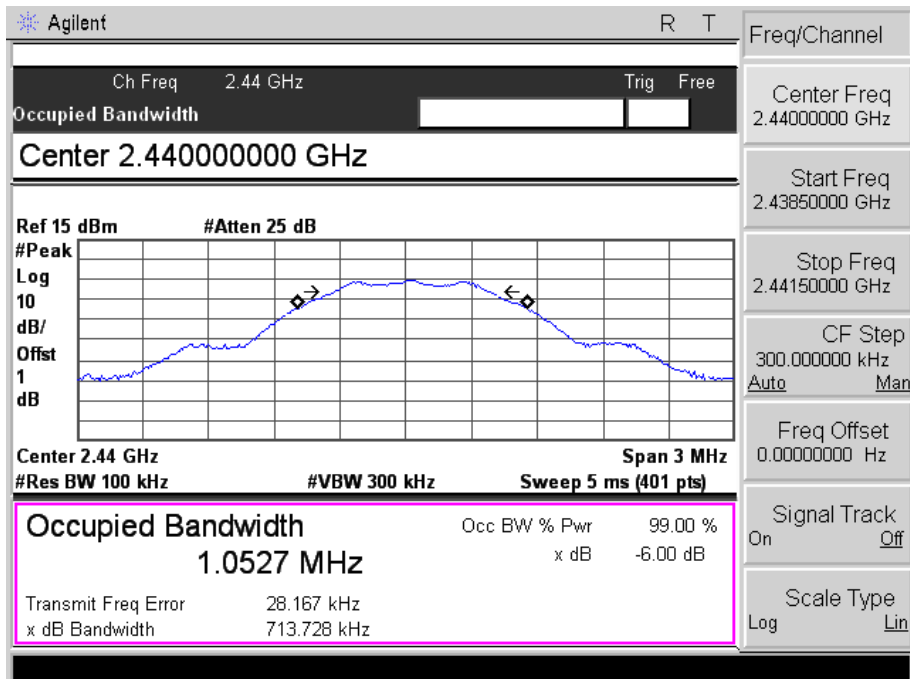 Agilent R T
Ch Freq 2.44 GHz Trig Free
Occupied Bandwidth
Center 2.440000000 GHz
Ref 15 dBm #Atten 25 dB
#Peak
Log
10
dB/
Offst
1
dB
Center 2.44 GHz Span 3 MHz
#Res BW 100 kHz #VBW 300 kHz Sweep 5 ms (401 pts)
Occupied Bandwidth
1.0527 MHz
Occ BW % Pwr 99.00 %
x dB -6.00 dB
Transmit Freq Error 28.167 kHz
x dB Bandwidth 713.728 kHz
Freq/Channel
Center Freq
2.44000000 GHz
Start Freq
2.43850000 GHz
Stop Freq
2.44150000 GHz
CF Step
300.000000 kHz
Auto Man
Freq Offset
0.00000000 Hz
Signal Track
On Off
Scale Type
Log Lin